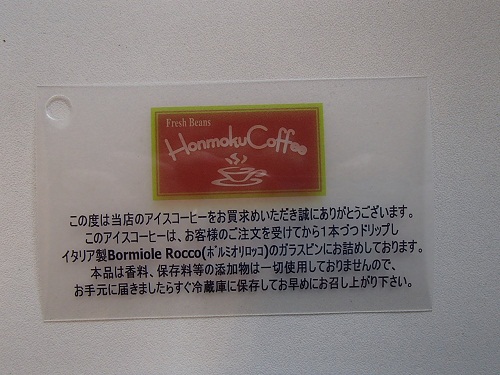 Fresh Beans
Honmoku Coffee
この度は当店のアイスコーヒーをお買求めいただき誠にありがとうございます。
このアイスコーヒーは、お客様のご注文を受けてから1本づつドリップし
イタリア製Bormiole Rocco(ﾎﾞﾙﾐｵﾘﾛｯｺ)のガラスビンにお詰めしております。
本品は香料、保存料等の添加物は一切使用しておりませんので、
お手元に届きましたらすぐ冷蔵庫に保存してお早めにお召し上がり下さい。